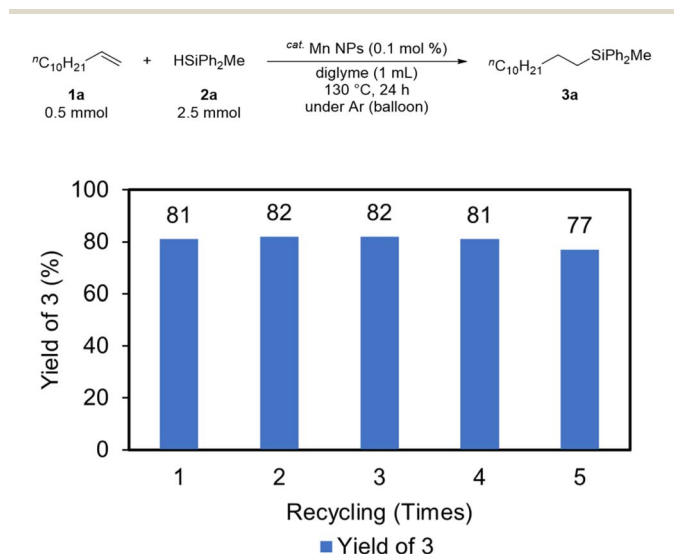 ⁿC₁₀H₂₁ + HSiPh₂Me cat. Mn NPs (0.1 mol %) ⁿC₁₀H₂₁ SiPh₂Me
diglyme (1 mL)
1a 2a 130 °C, 24 h 3a
0.5 mmol 2.5 mmol under Ar (balloon)
100
80
60
40
20
0
Yield of 3 (%)
81 82 82 81 77
1 2 3 4 5
Recycling (Times)
Yield of 3